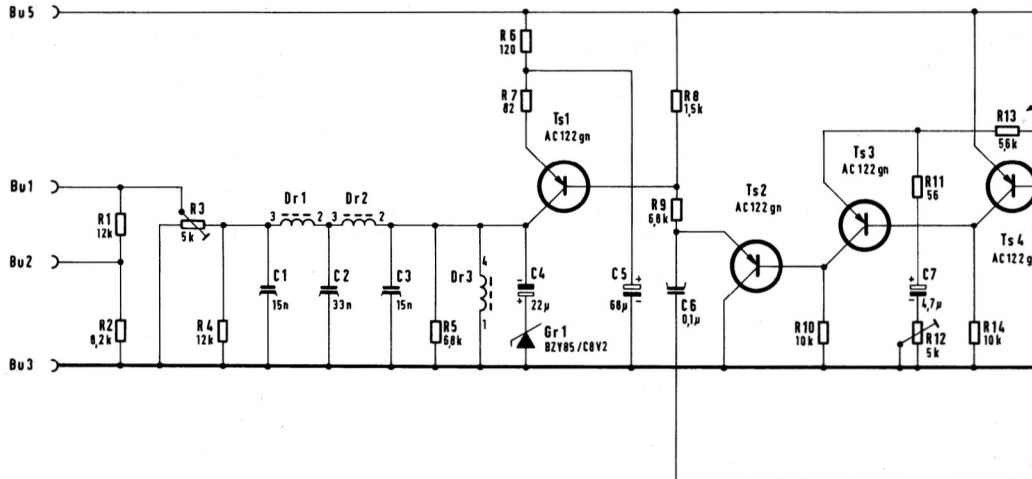 Bu5
R6
120
R7
82
Ts1
AC122gn
R8
1,5k
R13
5,6k
Ts3
AC122gn
Bu1
R1
12k
R3
5k
Dr1
3 2
Dr2
3 2
R9
6,8k
Ts2
AC122gn
R11
56
Bu2
Ts4
AC122g
C1
15n
C2
33n
C3
15n
Dr3
4
1
C4
-
+
22µ
C5
+
-
68µ
C6
0,1µ
C7
+
-
4,7µ
R2
8,2k
R4
12k
R5
6,8k
Gr1
BZY85/C8V2
R10
10k
R12
5k
R14
10k
Bu3